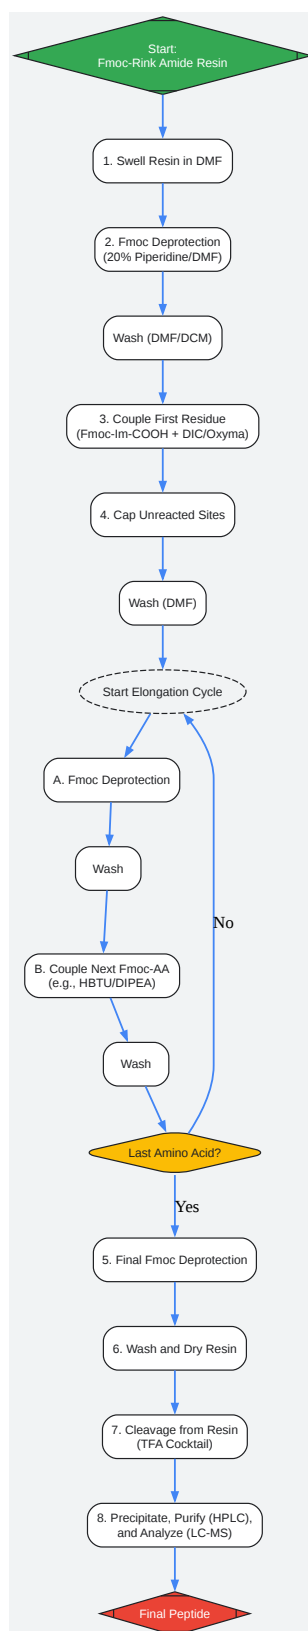 Start:
Fmoc-Rink Amide Resin
1. Swell Resin in DMF
2. Fmoc Deprotection
(20% Piperidine/DMF)
Wash (DMF/DCM)
3. Couple First Residue
(Fmoc-Im-COOH + DIC/Oxyma)
4. Cap Unreacted Sites
Wash (DMF)
Start Elongation Cycle
A. Fmoc Deprotection
Wash
No
B. Couple Next Fmoc-AA
(e.g., HBTU/DIPEA)
Wash
Last Amino Acid?
Yes
5. Final Fmoc Deprotection
6. Wash and Dry Resin
7. Cleavage from Resin
(TFA Cocktail)
8. Precipitate, Purify (HPLC),
and Analyze (LC-MS)
Final Peptide